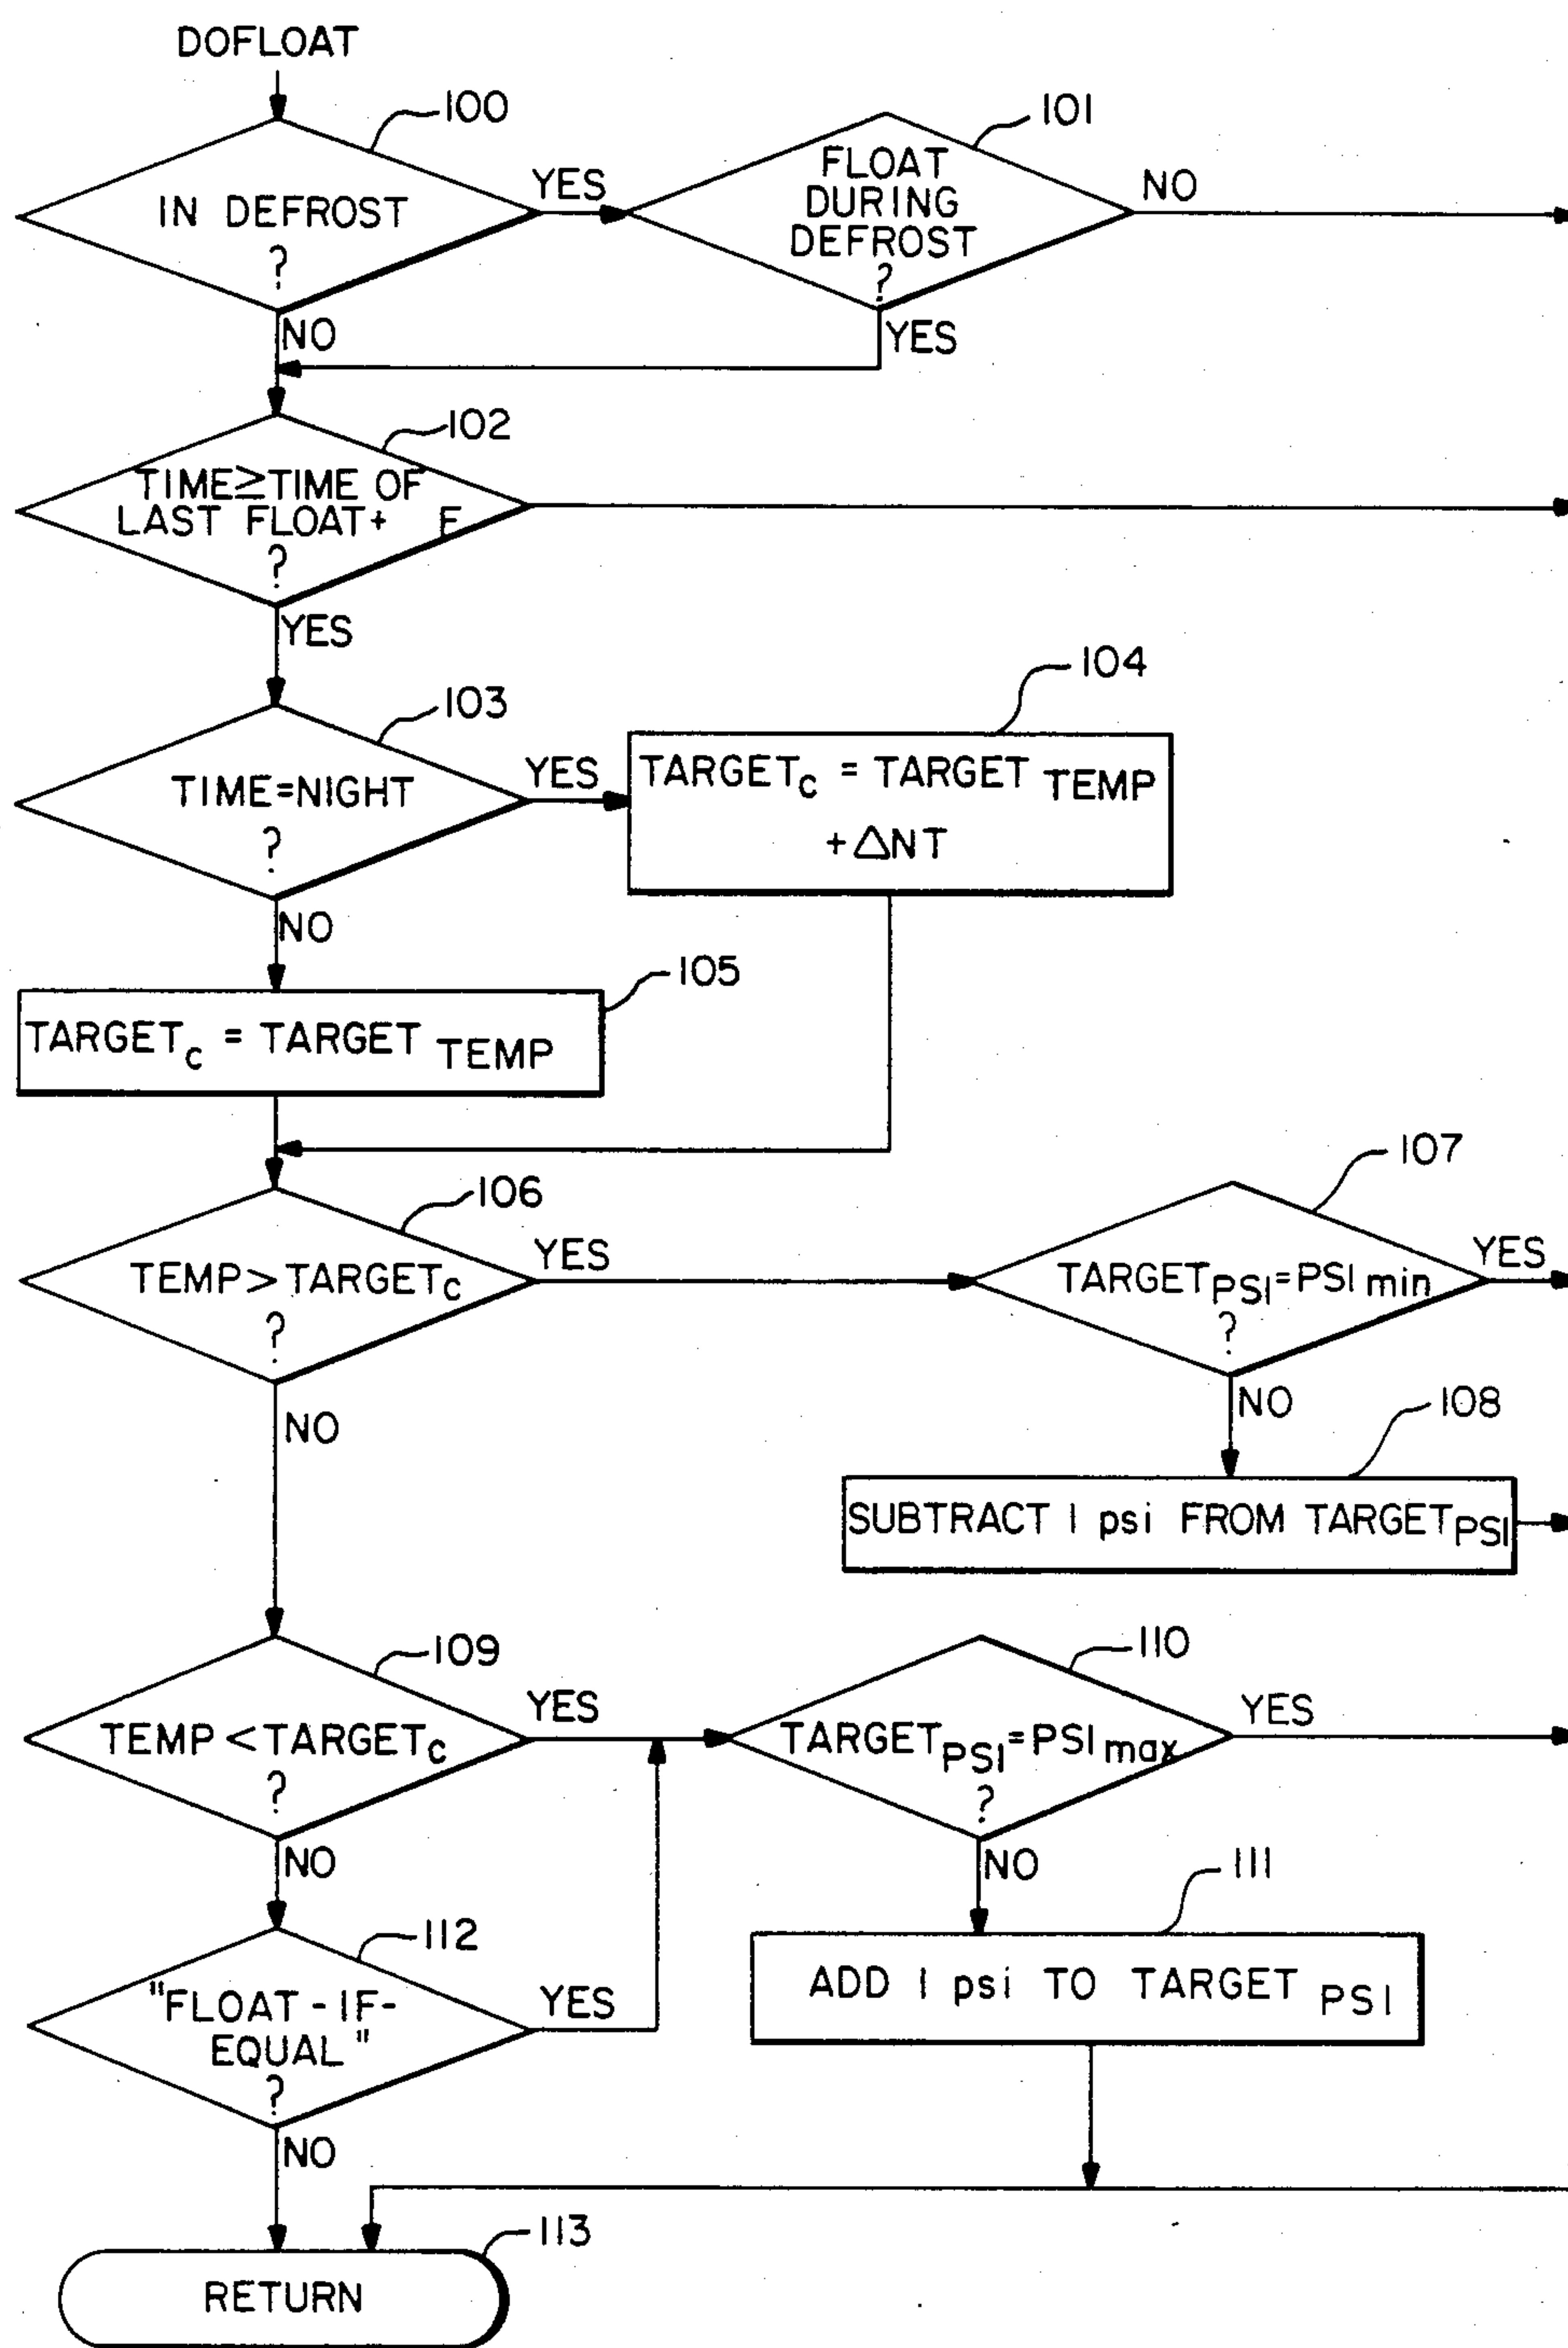 DOFLOAT
100
IN DEFROST
?
YES
NO
101
FLOAT
DURING
DEFROST
?
NO
YES
102
TIME≥TIME OF
LAST FLOAT+ F
?
YES
103
TIME=NIGHT
?
YES
NO
104
TARGETC = TARGET TEMP
+ΔNT
105
TARGETC = TARGET TEMP
106
TEMP>TARGETC
?
YES
NO
107
TARGETPSI=PSI min
?
YES
NO
108
SUBTRACT 1 psi FROM TARGETPSI
109
TEMP<TARGETC
?
YES
NO
110
TARGETPSI=PSI max
?
YES
NO
111
ADD 1 psi TO TARGET PSI
112
"FLOAT-IF-
EQUAL"
?
YES
NO
113
RETURN